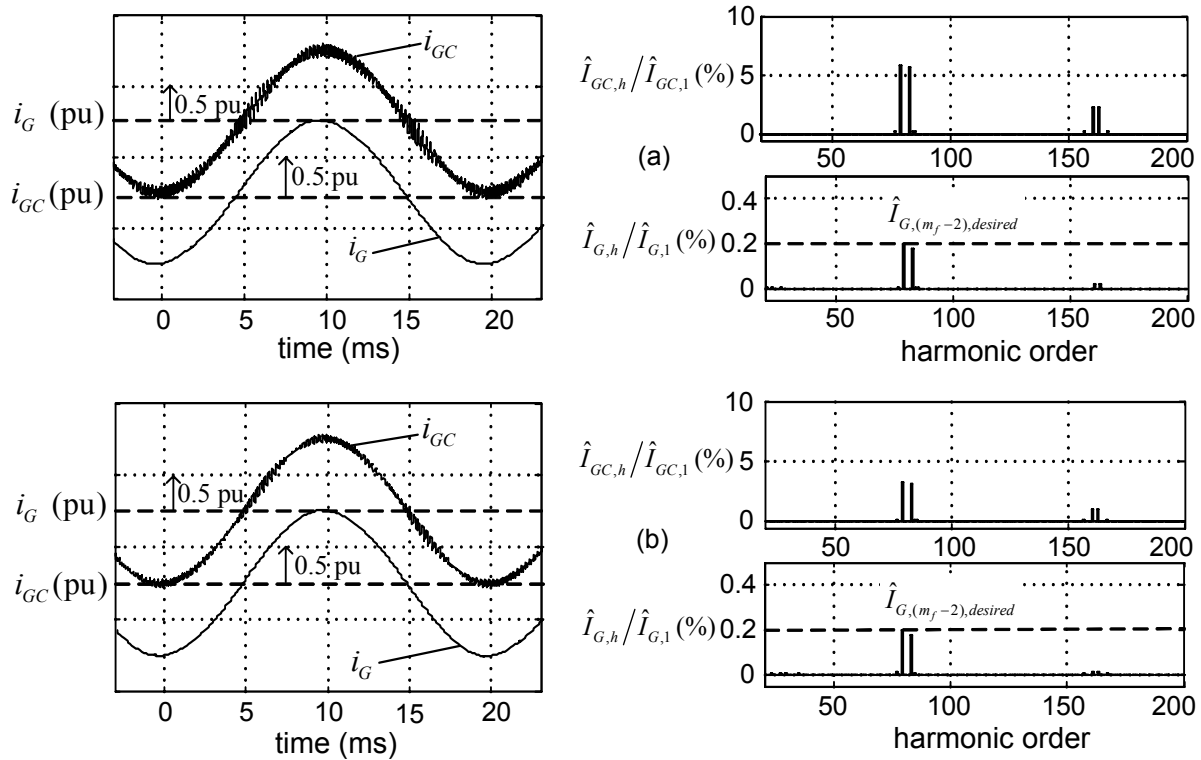 i_GC
0.5 pu
i_G (pu)
0.5 pu
i_GC (pu)
i_G
0 5 10 15 20
time (ms)
10
Î_GC,h/Î_GC,1 (%)
5
0
50 100 150 200
(a)
0.4
Î_G,(m_f−2),desired
Î_G,h/Î_G,1 (%)
0.2
0
50 100 150 200
harmonic order
i_GC
0.5 pu
i_G (pu)
0.5 pu
i_GC (pu)
i_G
0 5 10 15 20
time (ms)
10
Î_GC,h/Î_GC,1 (%)
5
0
50 100 150 200
(b)
0.4
Î_G,(m_f−2),desired
Î_G,h/Î_G,1 (%)
0.2
0
50 100 150 200
harmonic order